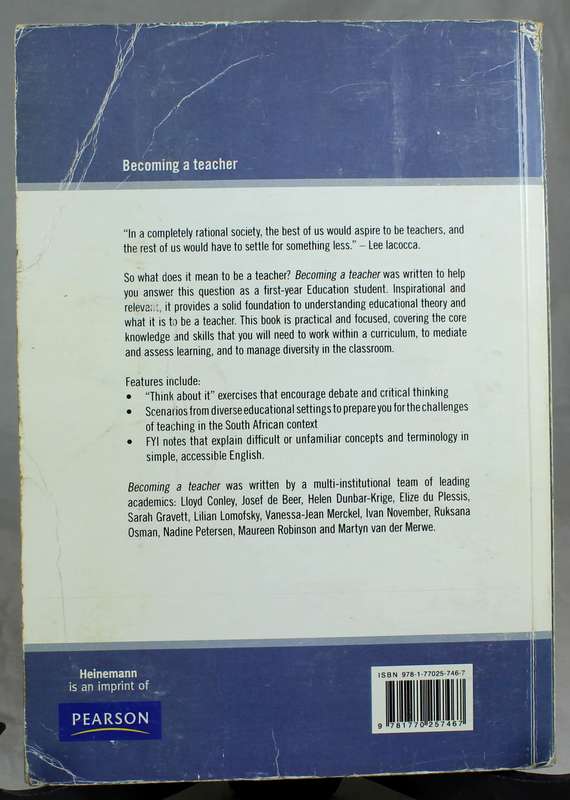 Becoming a teacher
“In a completely rational society, the best of us would aspire to be teachers, and
the rest of us would have to settle for something less.” – Lee Iacocca.
So what does it mean to be a teacher? Becoming a teacher was written to help
you answer this question as a first-year Education student. Inspirational and
relevant, it provides a solid foundation to understanding educational theory and
what it is to be a teacher. This book is practical and focused, covering the core
knowledge and skills that you will need to work within a curriculum, to mediate
and assess learning, and to manage diversity in the classroom.
Features include:
• “Think about it” exercises that encourage debate and critical thinking
• Scenarios from diverse educational settings to prepare you for the challenges
of teaching in the South African context
• FYI notes that explain difficult or unfamiliar concepts and terminology in
simple, accessible English.
Becoming a teacher was written by a multi-institutional team of leading
academics: Lloyd Conley, Josef de Beer, Helen Dunbar-Krige, Elize du Plessis,
Sarah Gravett, Lilian Lomofsky, Vanessa-Jean Merckel, Ivan November, Ruksana
Osman, Nadine Petersen, Maureen Robinson and Martyn van der Merwe.
Heinemann
is an imprint of
PEARSON
ISBN 978-1-77025-746-7
9 781770 257467